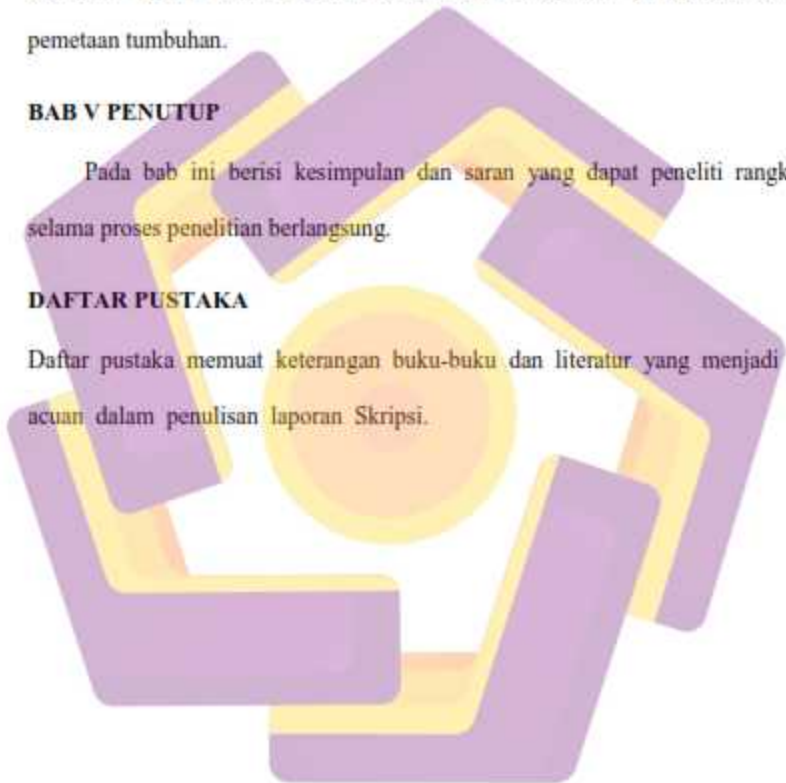 pemetaan tumbuhan.
BAB V PENUTUP
Pada bab ini berisi kesimpulan dan saran yang dapat peneliti rangk
selama proses penelitian berlangsung.
DAFTAR PUSTAKA
Daftar pustaka memuat keterangan buku-buku dan literatur yang menjadi
acuan dalam penulisan laporan Skripsi.